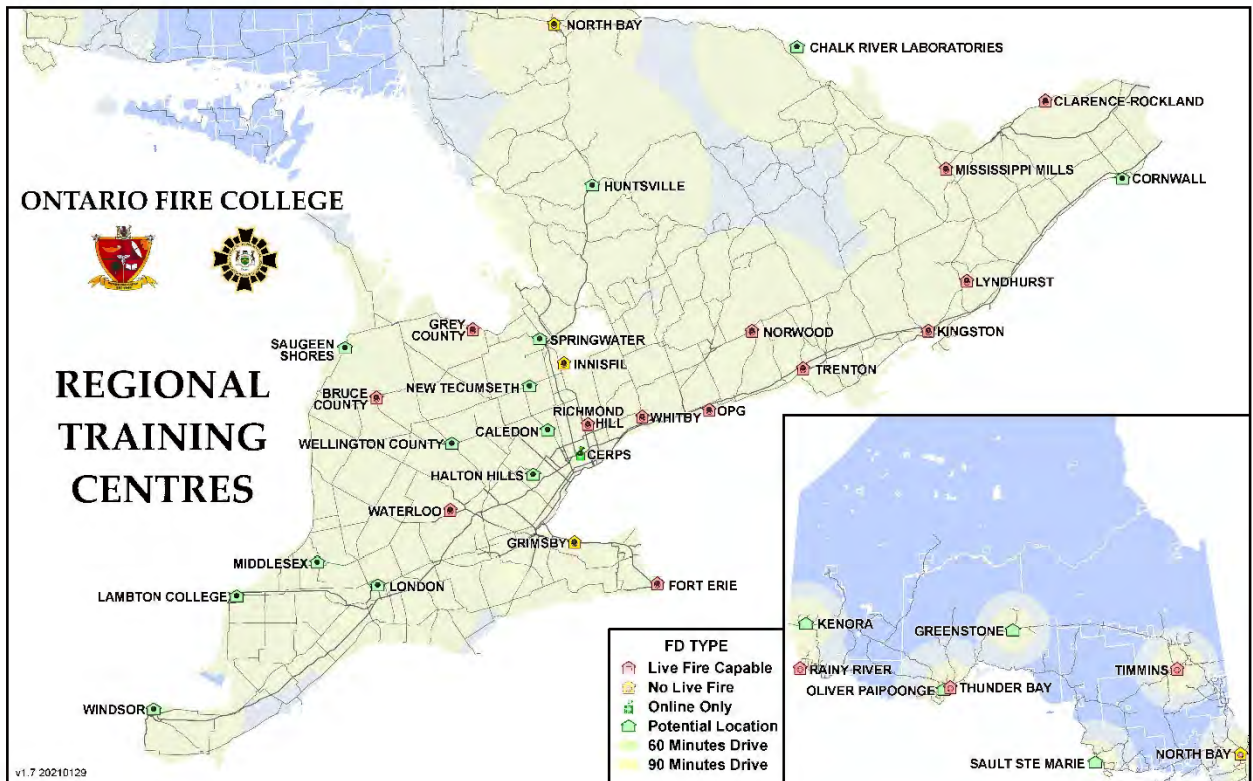 NORTH BAY
CHALK RIVER LABORATORIES
CLARENCE-ROCKLAND
MISSISSIPPI MILLS
CORNWALL
HUNTSVILLE
ONTARIO FIRE COLLEGE
LYNDHURST
GREY
COUNTY
SPRINGWATER
NORWOOD
KINGSTON
SAUGEEN
SHORES
INNISFIL
TRENTON
REGIONAL
TRAINING
CENTRES
NEW TECUMSETH
BRUCE
COUNTY
RICHMOND
HILL
WHITBY
OPG
CALEDON
WELLINGTON COUNTY
CERPS
HALTON HILLS
WATERLOO
GRIMSBY
MIDDLESEX
LONDON
FORT ERIE
LAMBTON COLLEGE
WINDSOR
v1.7 20210129
FD TYPE
Live Fire Capable
No Live Fire
Online Only
Potential Location
60 Minutes Drive
90 Minutes Drive
KENORA
GREENSTONE
RAINY RIVER
TIMMINS
OLIVER PAIPOONGE
THUNDER BAY
SAULT STE MARIE
NORTH BAY